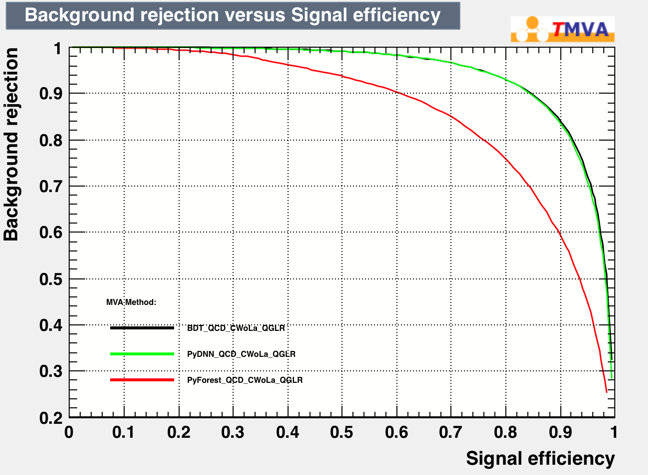 Background rejection versus Signal efficiency
TMVA
Background rejection
1
0.9
0.8
0.7
0.6
0.5
0.4
0.3
0.2
MVA Method:
BDT_QCD_CWoLa_QGLR
PyDNN_QCD_CWoLa_QGLR
PyForest_QCD_CWoLa_QGLR
0 0.1 0.2 0.3 0.4 0.5 0.6 0.7 0.8 0.9 1
Signal efficiency